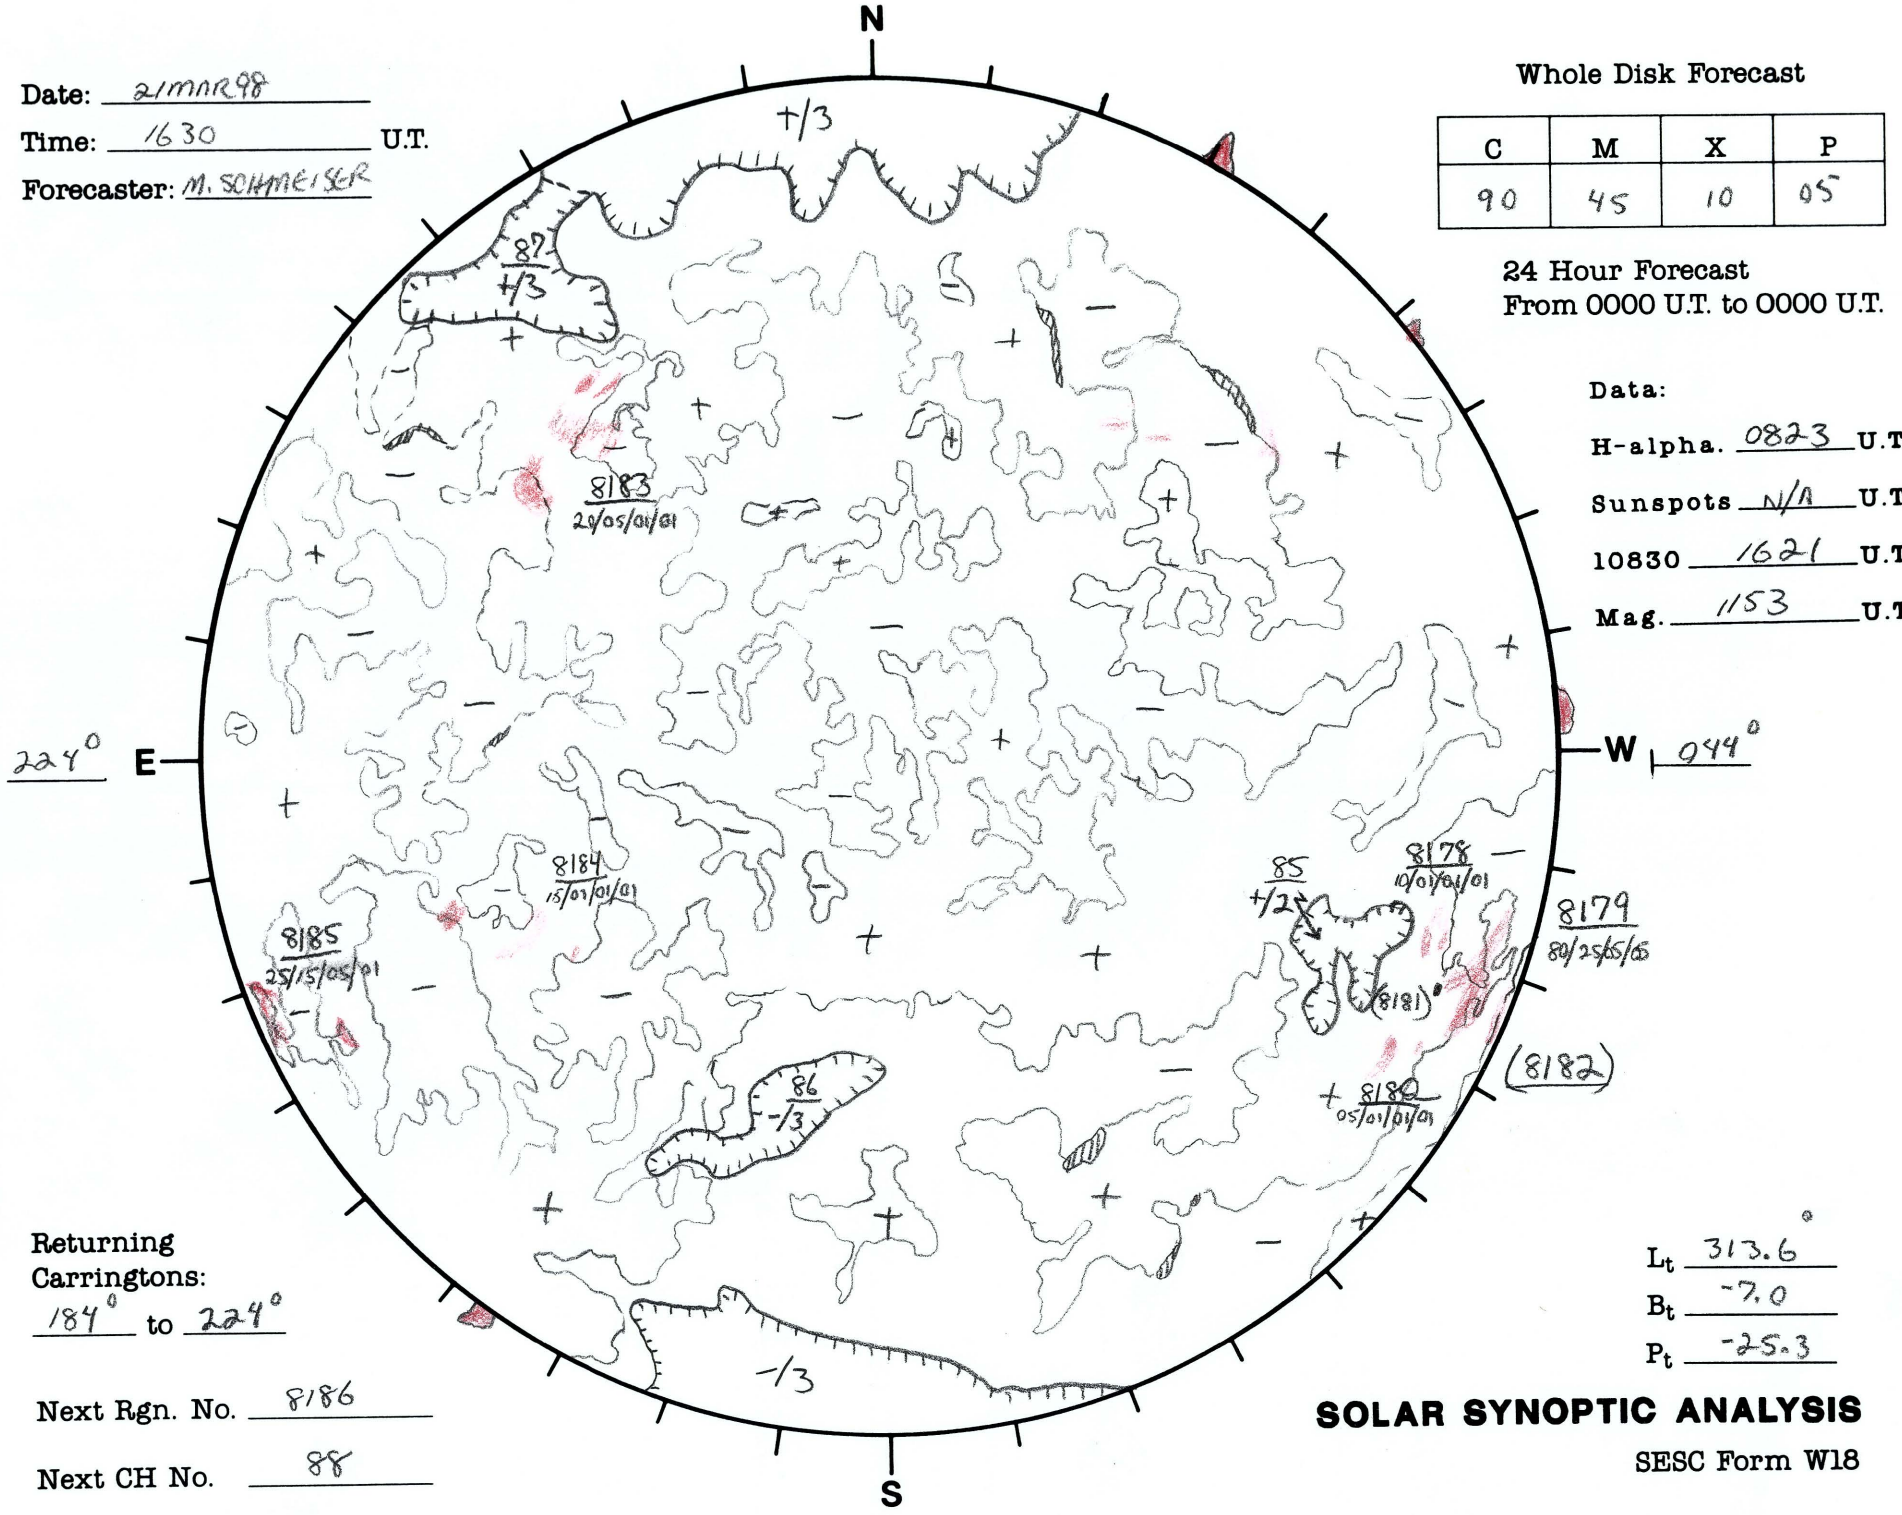 N
Date: 21MAR98
Time: 1630 U.T.
Forecaster: M. SCHMEISER
Whole Disk Forecast
C M X P
90 45 10 05
24 Hour Forecast
From 0000 U.T. to 0000 U.T.
Data:
H-alpha. 0823 U.T
Sunspots N/A U.T
10830 1621 U.T
Mag. 1153 U.T
+/3
87
+/3
8183
20/05/01/01
224° E
W 044°
8184
15/01/01/01
8185
25/15/05/01
85
+/2
8178
10/01/01/01
8179
80/25/05/05
(8181)
(8182)
8180
05/01/01/01
86
-/3
-/3
Returning
Carringtons:
184° to 224°
Next Rgn. No. 8186
Next CH No. 88
Lt 313.6°
Bt -7.0
Pt -25.3
SOLAR SYNOPTIC ANALYSIS
SESC Form W18
S